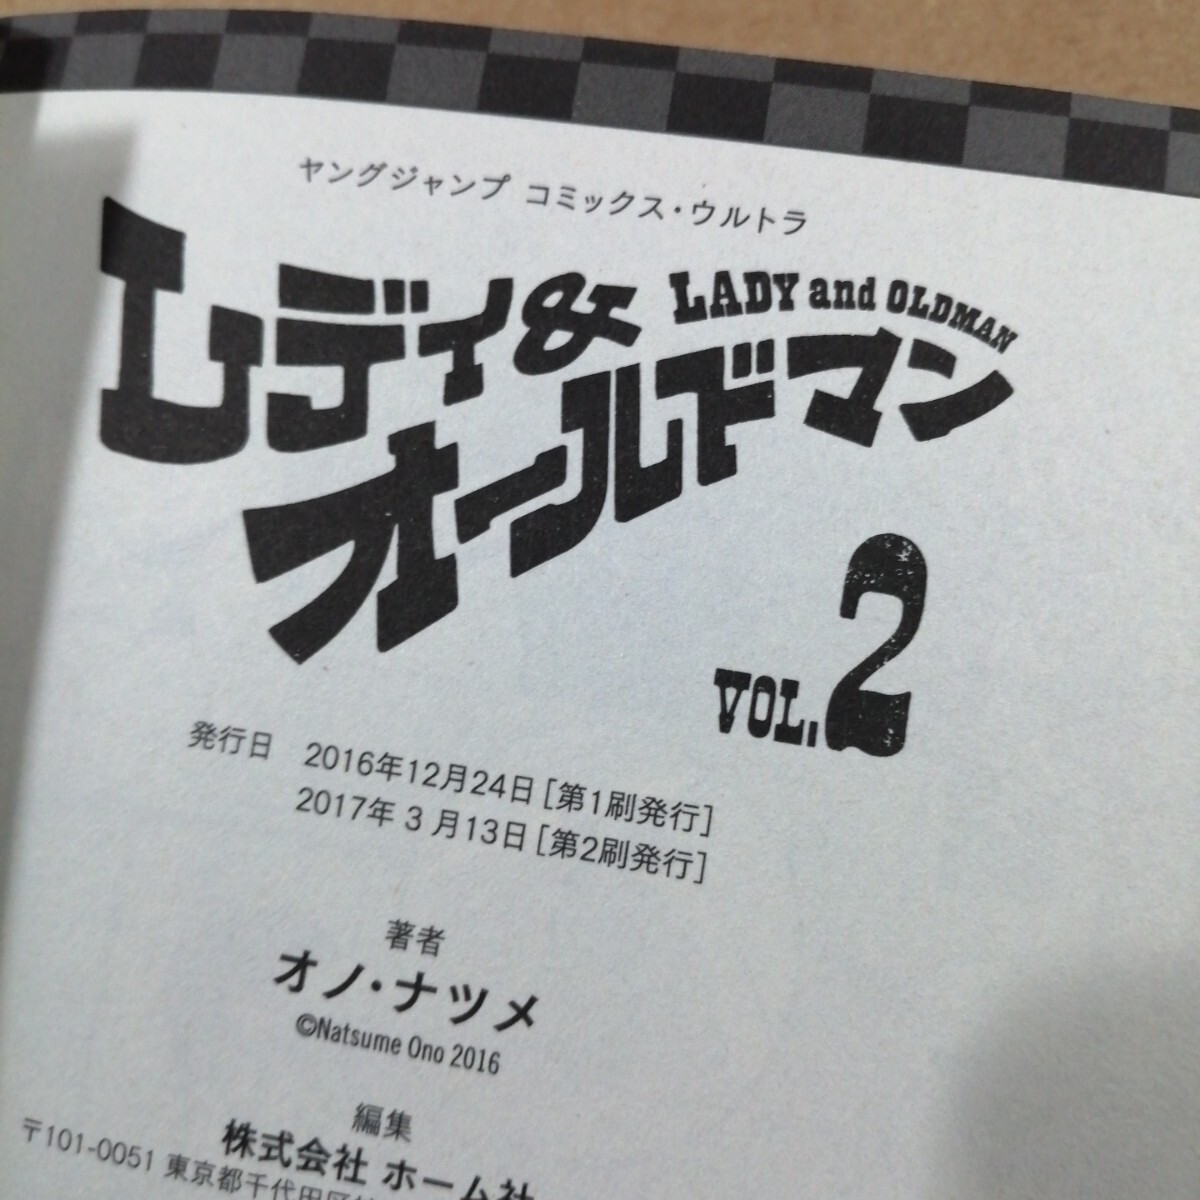 ヤングジャンプ コミックス・ウルトラ
レディ&
LADY and OLDMAN
オールドマン
VOL.2
発行日 2016年12月24日[第1刷発行]
2017年 3 月13日[第2刷発行]
著者
オノ・ナツメ
©Natsume Ono 2016
編集
株式会社 ホーム社
〒101-0051 東京都千代田区